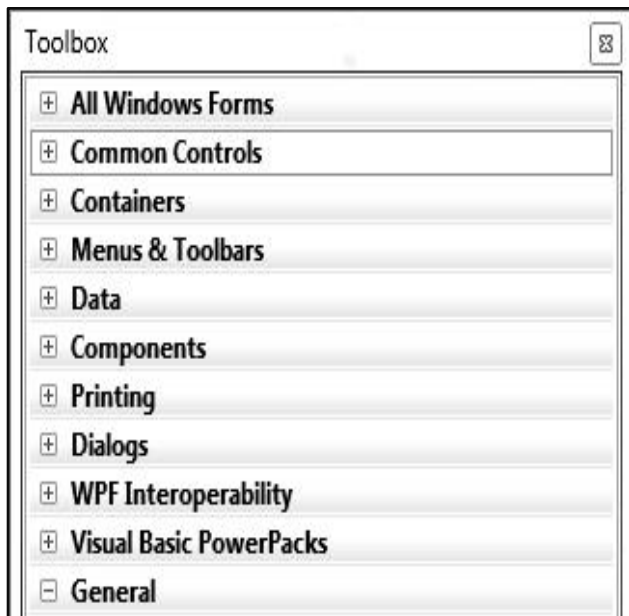 Toolbox
All Windows Forms
Common Controls
Containers
Menus & Toolbars
Data
Components
Printing
Dialogs
WPF Interoperability
Visual Basic PowerPacks
General